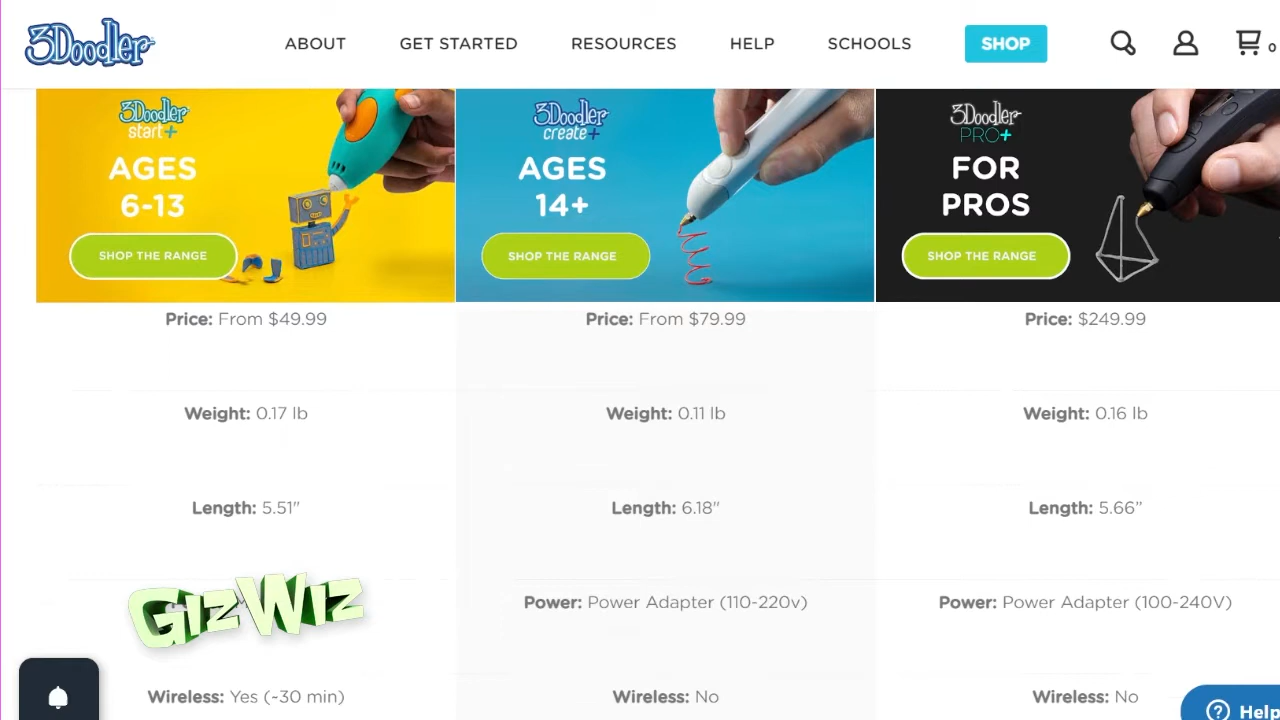 3Doodler
ABOUT
GET STARTED
RESOURCES
HELP
SCHOOLS
SHOP
0
3Doodler
start+
AGES
6-13
SHOP THE RANGE
3Doodler
create+
AGES
14+
SHOP THE RANGE
3Doodler
PRO+
FOR
PROS
SHOP THE RANGE
Price: From $49.99
Price: From $79.99
Price: $249.99
Weight: 0.17 lb
Weight: 0.11 lb
Weight: 0.16 lb
Length: 5.51"
Length: 6.18"
Length: 5.66”
GizWiz
Power: Power Adapter (110-220v)
Power: Power Adapter (100-240V)
Wireless: Yes (~30 min)
Wireless: No
Wireless: No
Help